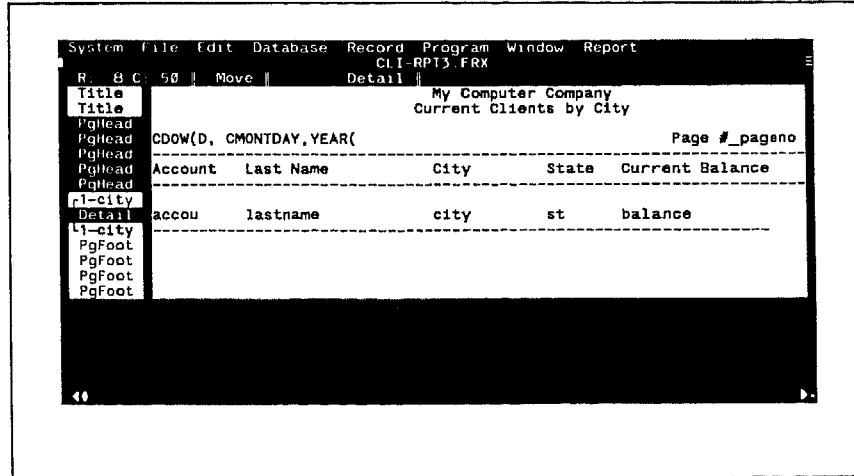 System File Edit Database Record Program Window Report
CLI-RPT3.FRX
R: 8 C: 50 Move Detail
Title My Computer Company
Title Current Clients by City
PgHead
PgHead CDOW(D, CMONTDAY,YEAR( Page #_pageno
PgHead
PgHead Account Last Name City State Current Balance
PgHead
1-city
Detail accou lastname city st balance
1-city
PgFoot
PgFoot
PgFoot
PgFoot